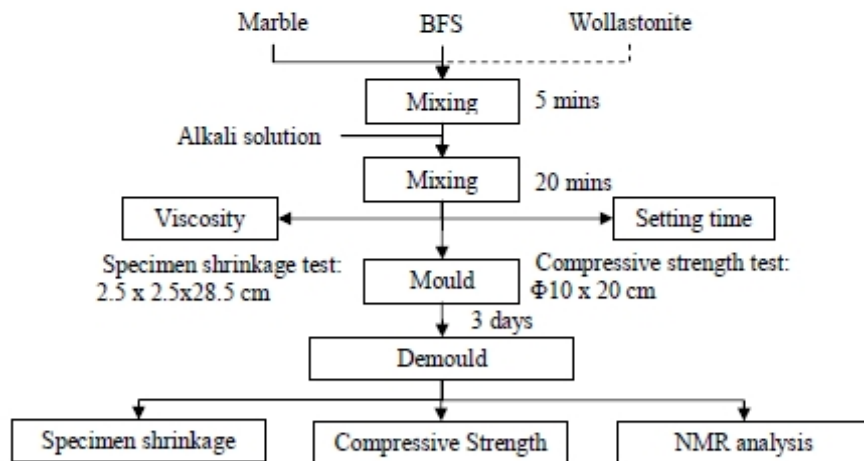 Marble
BFS
Wollastonite
Mixing
5 mins
Alkali solution
Mixing
20 mins
Viscosity
Setting time
Specimen shrinkage test:
2.5 x 2.5x28.5 cm
Mould
Compressive strength test:
Φ10 x 20 cm
3 days
Demould
Specimen shrinkage
Compressive Strength
NMR analysis